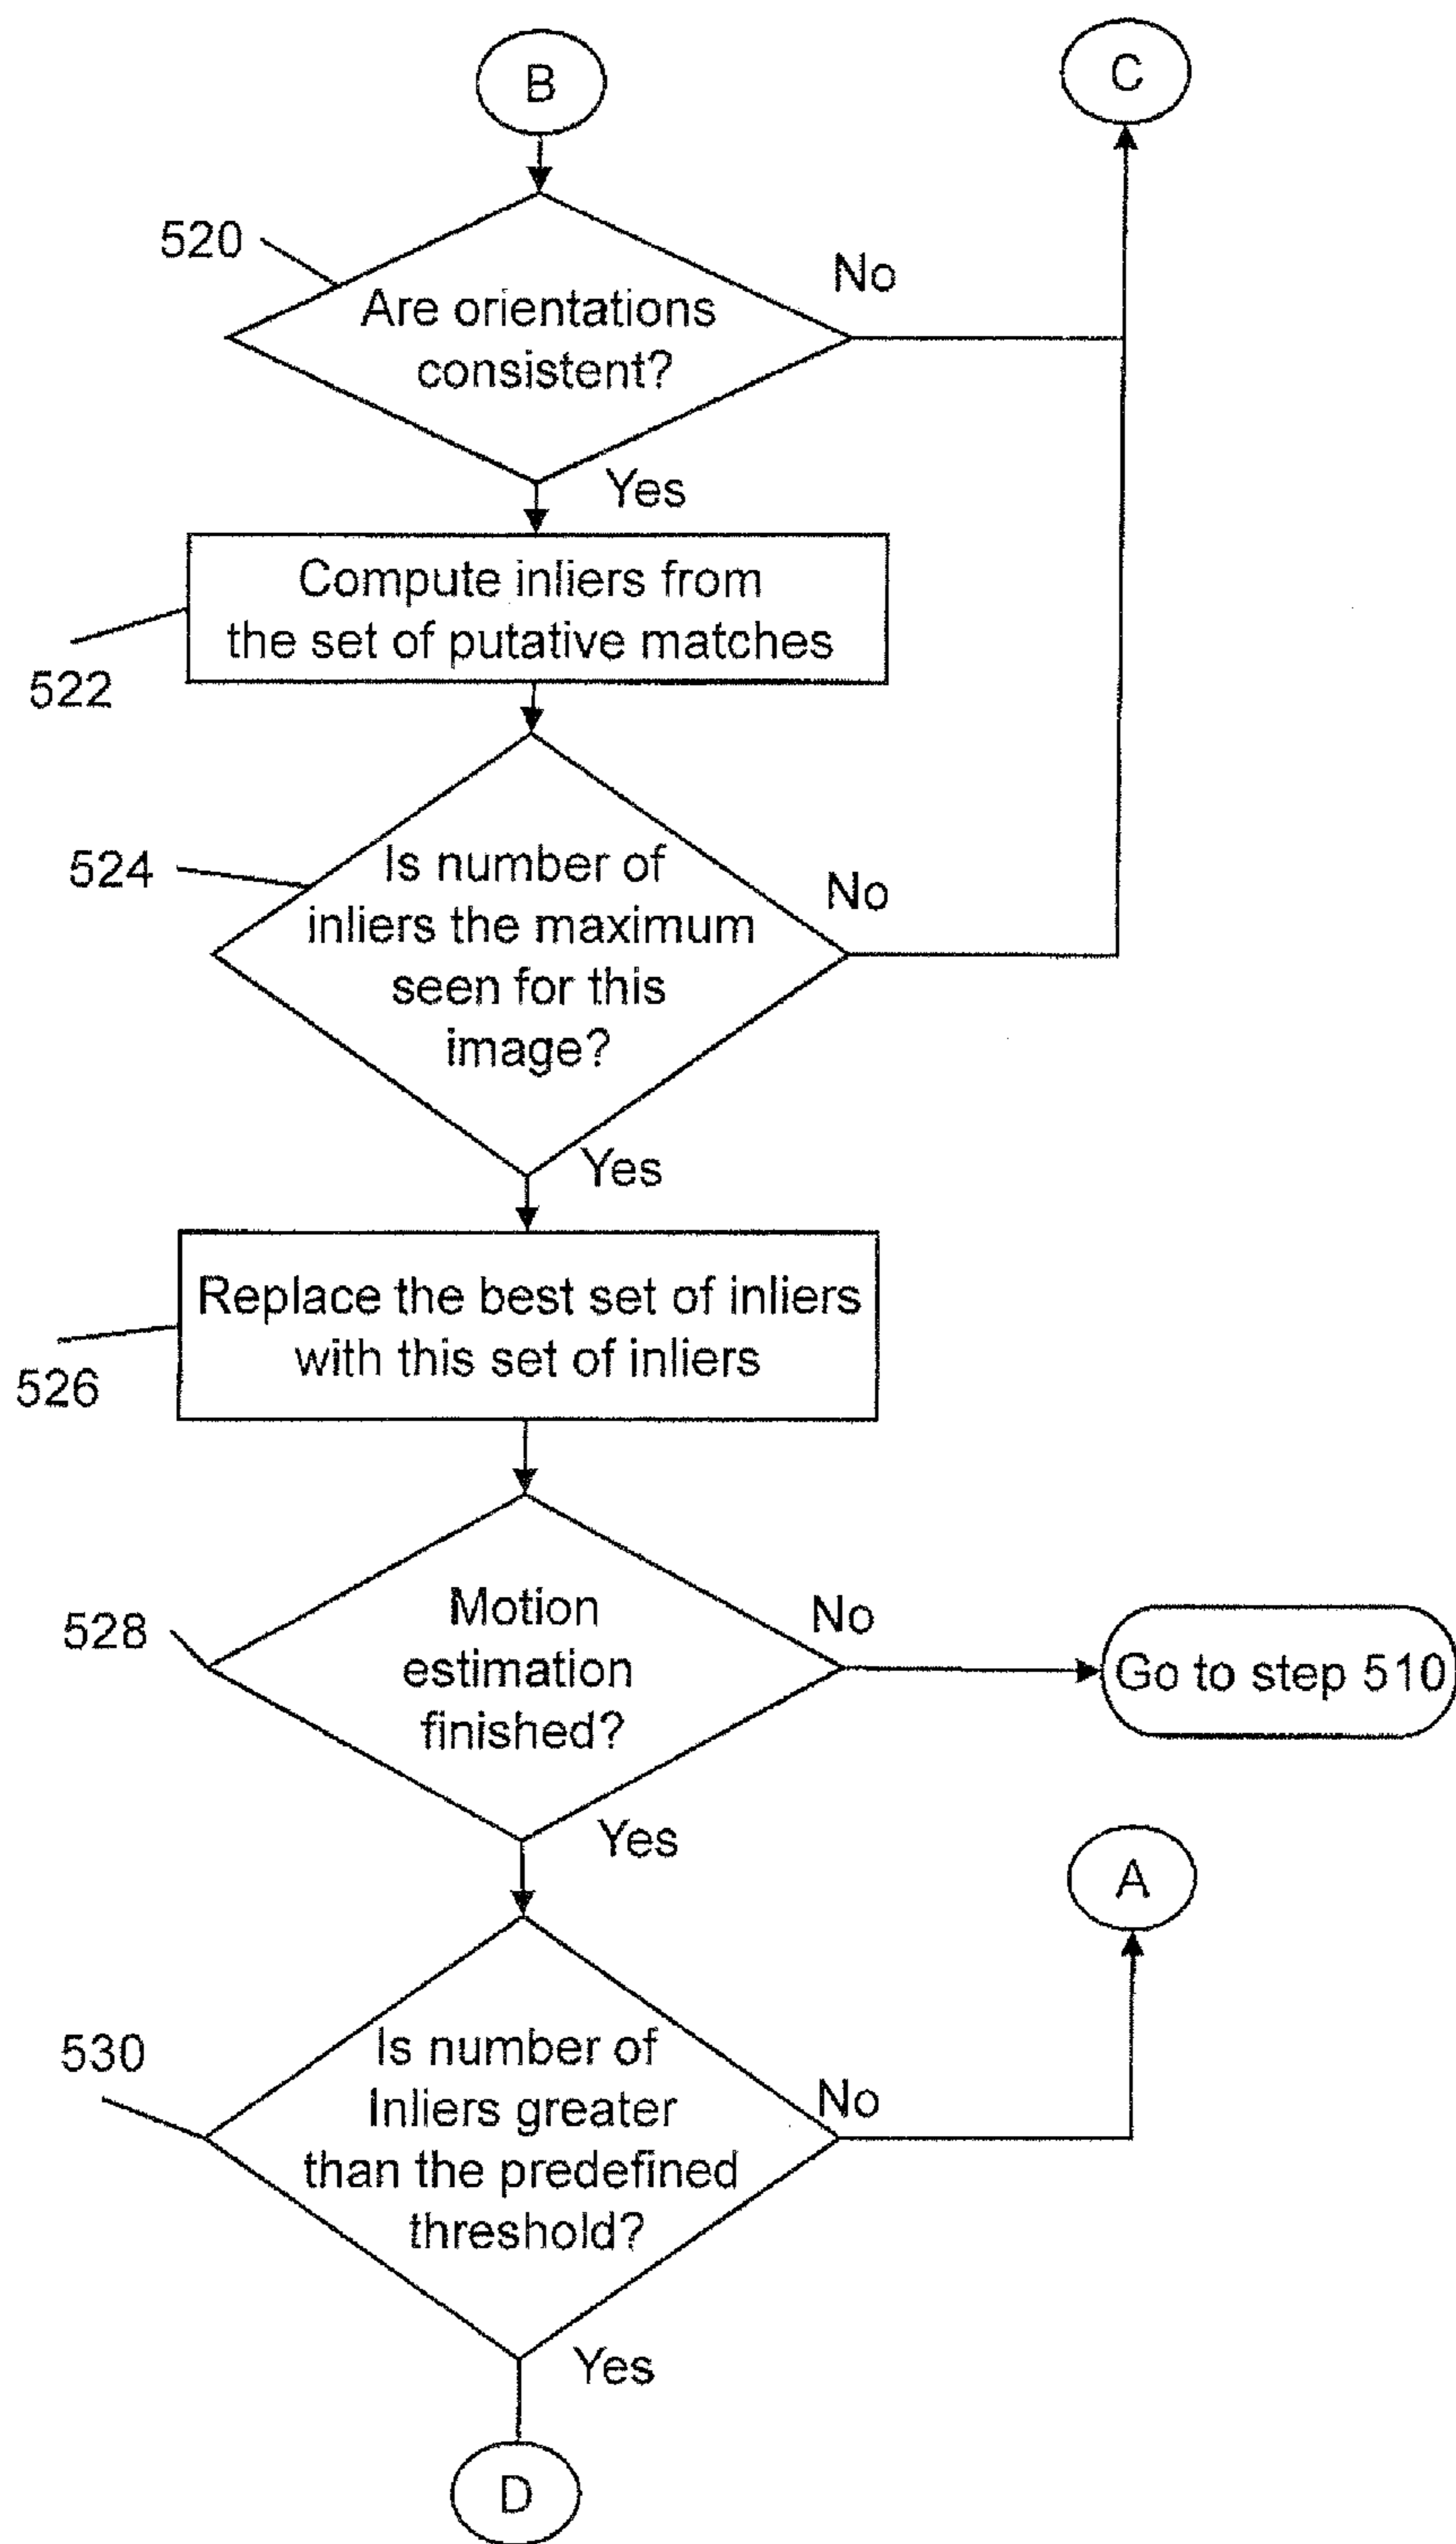 B
C
520
No
Are orientations
consistent?
Yes
Compute inliers from
the set of putative matches
522
524
Is number of
inliers the maximum
seen for this
image?
No
Yes
Replace the best set of inliers
with this set of inliers
526
528
Motion
estimation
finished?
No
Go to step 510
Yes
A
530
Is number of
Inliers greater
than the predefined
threshold?
No
Yes
D